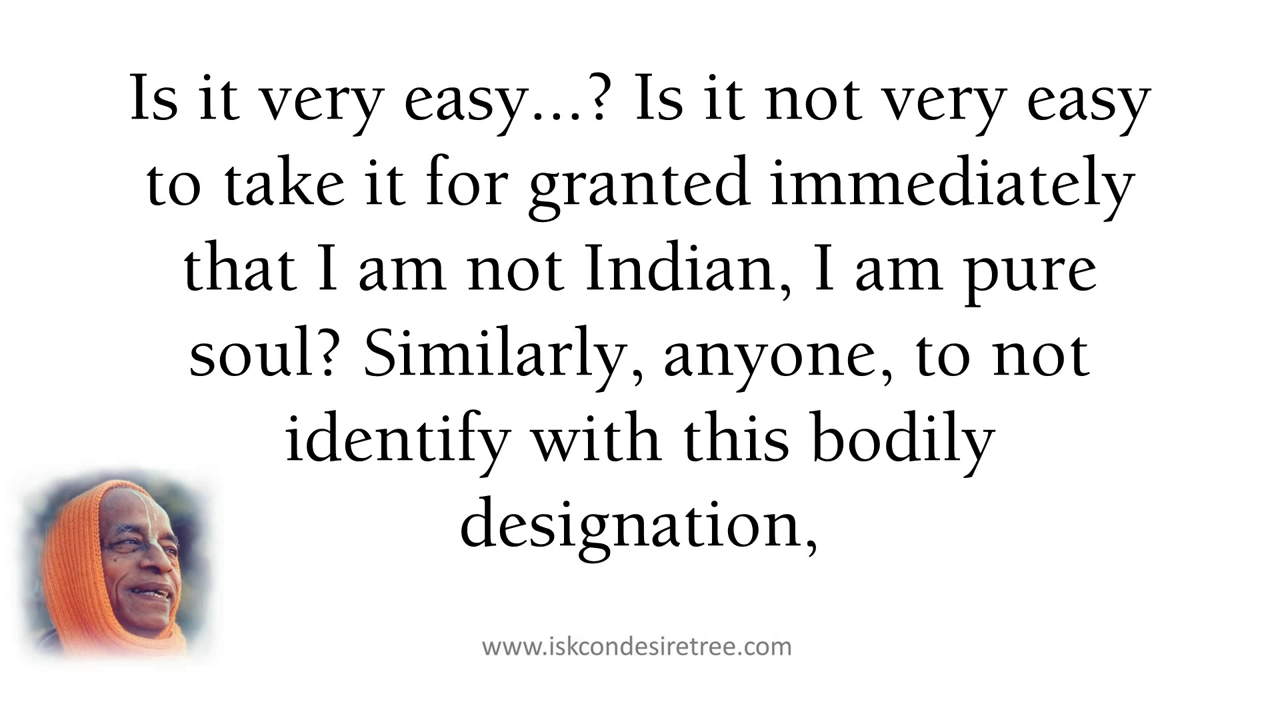 Is it very easy...? Is it not very easy
to take it for granted immediately
that I am not Indian, I am pure
soul? Similarly, anyone, to not
identify with this bodily
designation,
www.iskcondesiretree.com